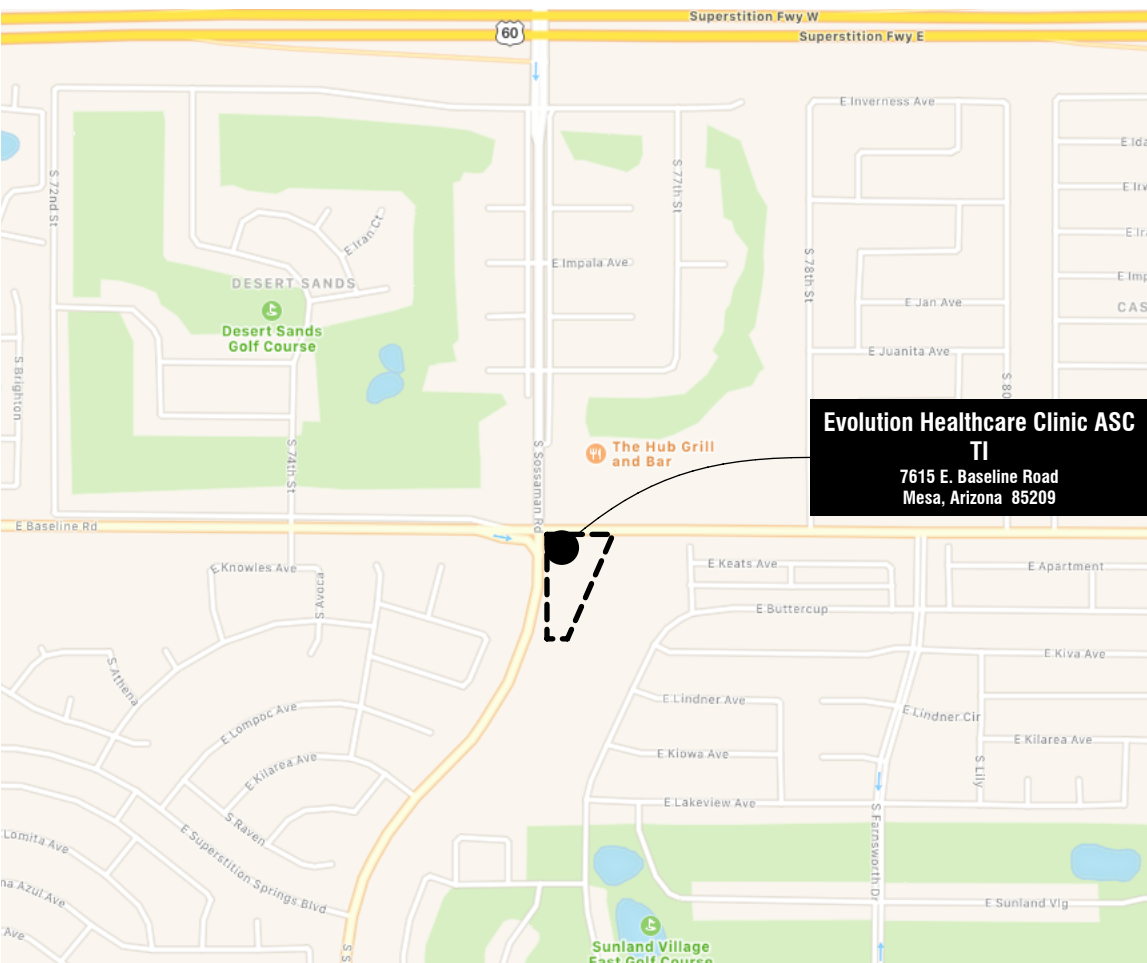 Superstition Fwy W
60
Superstition Fwy E
E Inverness Ave
E Ida
S 72nd St
S 77th St
E Irw
E Iran Ct
E Ira
S 78th St
E Impala Ave
E Imp
DESERT SANDS
E Jan Ave
CAS
Desert Sands
Golf Course
E Juanita Ave
S Brighton
S 80
Evolution Healthcare Clinic ASC
TI
7615 E. Baseline Road
Mesa, Arizona 85209
The Hub Grill
and Bar
S 74th St
S Sossaman Rd
E Baseline Rd
E Knowles Ave
S Avoca
E Keats Ave
E Apartment
E Buttercup
E Kiva Ave
S Athena
E Lindner Ave
E Lompoc Ave
E Lindner Cir
E Kilarea Ave
E Kiowa Ave
E Kilarea Ave
S Lily
E Lakeview Ave
S Raven
S Farnsworth Dr
Lomita Ave
E Superstition Springs Blvd
na Azul Ave
E Sunland Vlg
Ave
S S
Sunland Village
East Golf Course